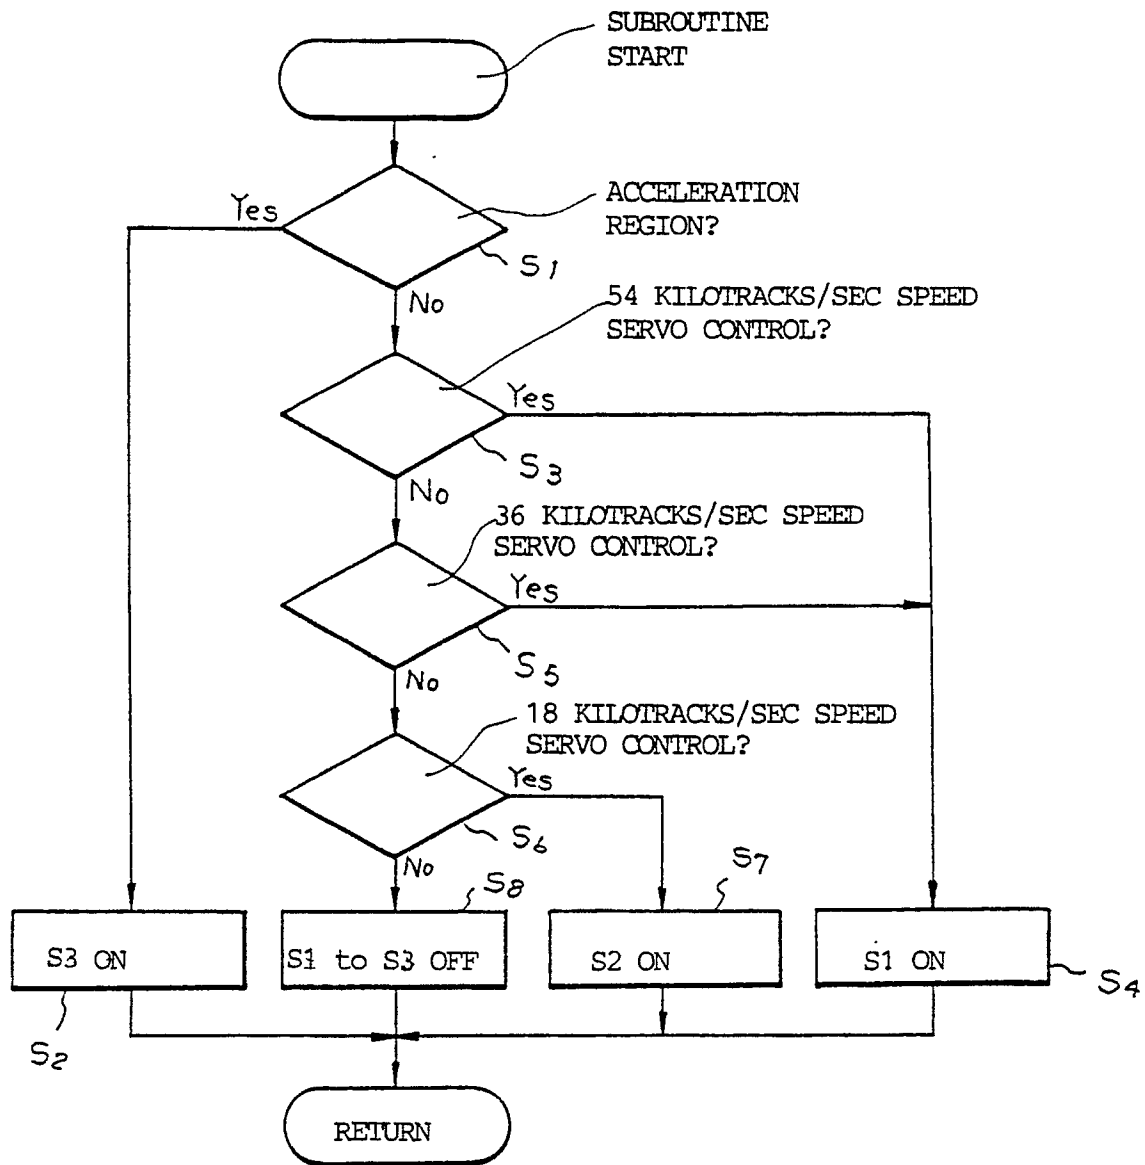 SUBROUTINE
START
ACCELERATION
REGION?
Yes
S1
No
54 KILOTRACKS/SEC SPEED
SERVO CONTROL?
Yes
S3
No
36 KILOTRACKS/SEC SPEED
SERVO CONTROL?
Yes
S5
No
18 KILOTRACKS/SEC SPEED
SERVO CONTROL?
Yes
S6
No
S8
S7
S3 ON
S1 to S3 OFF
S2 ON
S1 ON
S4
S2
RETURN